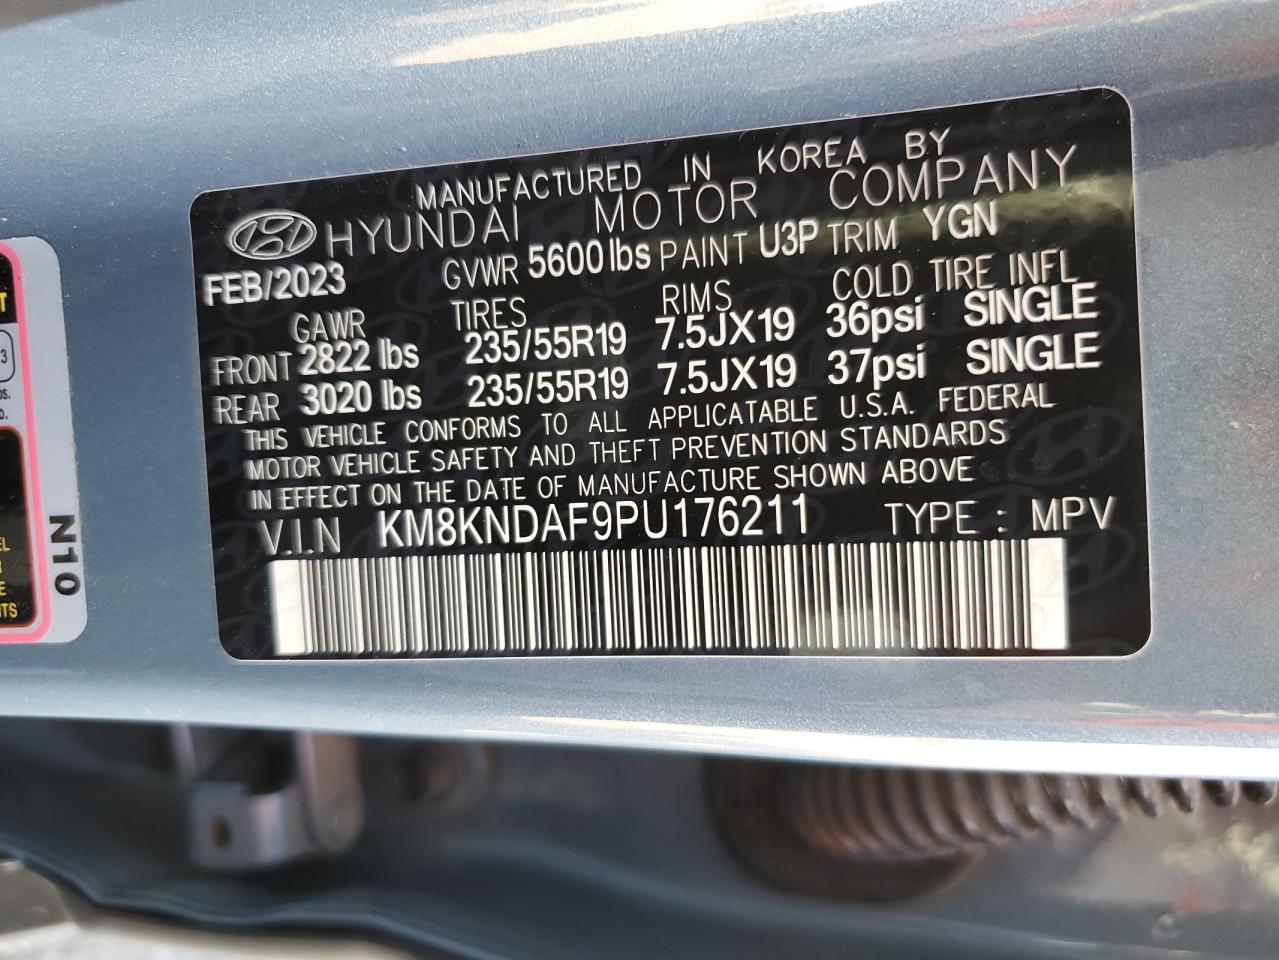 MANUFACTURED IN KOREA BY
HYUNDAI MOTOR COMPANY
FEB/2023 GVWR 5600 lbs PAINT U3P TRIM YGN
GAWR TIRES RIMS COLD TIRE INFL
FRONT 2822 lbs 235/55R19 7.5JX19 36psi SINGLE
REAR 3020 lbs 235/55R19 7.5JX19 37psi SINGLE
THIS VEHICLE CONFORMS TO ALL APPLICATABLE U.S.A. FEDERAL
MOTOR VEHICLE SAFETY AND THEFT PREVENTION STANDARDS
IN EFFECT ON THE DATE OF MANUFACTURE SHOWN ABOVE
V.I.N KM8KNDAF9PU176211 TYPE : MPV
N10